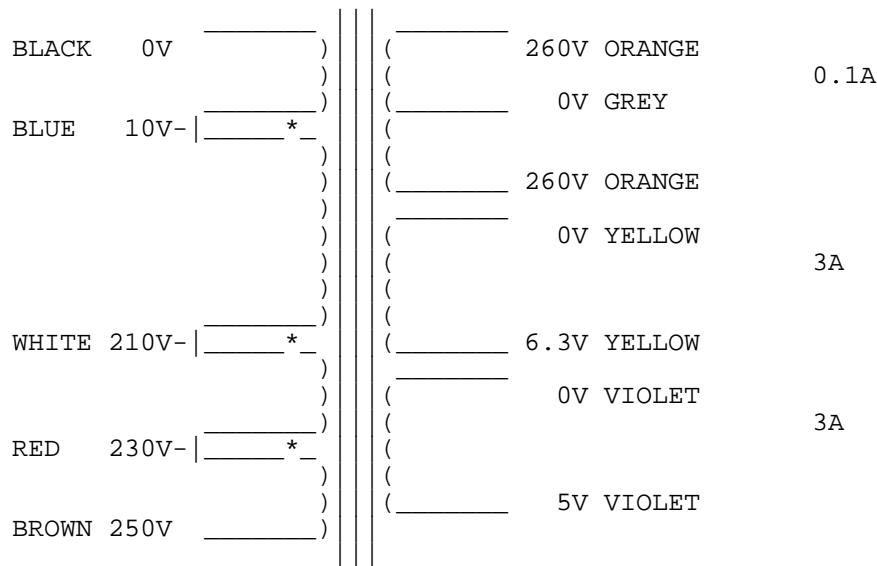 BLACK 0V 260V ORANGE
0.1A
0V GREY
BLUE 10V
260V ORANGE
0V YELLOW
3A
WHITE 210V 6.3V YELLOW
0V VIOLET
3A
RED 230V
5V VIOLET
BROWN 250V